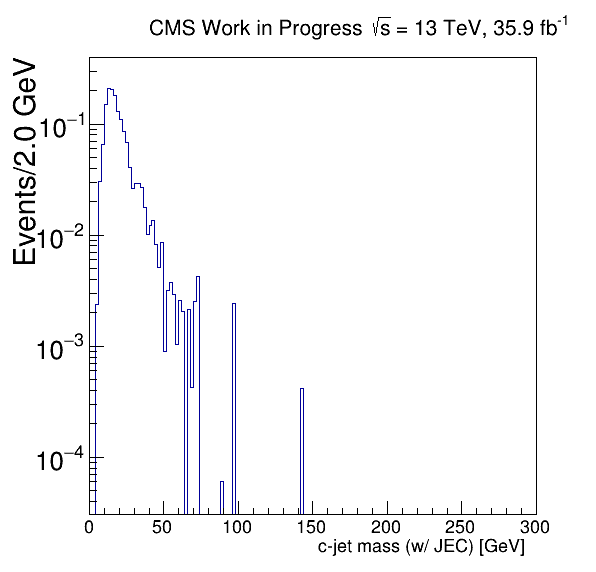 CMS Work in Progress √s = 13 TeV, 35.9 fb⁻¹
Events/2.0 GeV
10⁻¹
10⁻²
10⁻³
10⁻⁴
0 50 100 150 200 250 300
c-jet mass (w/ JEC) [GeV]